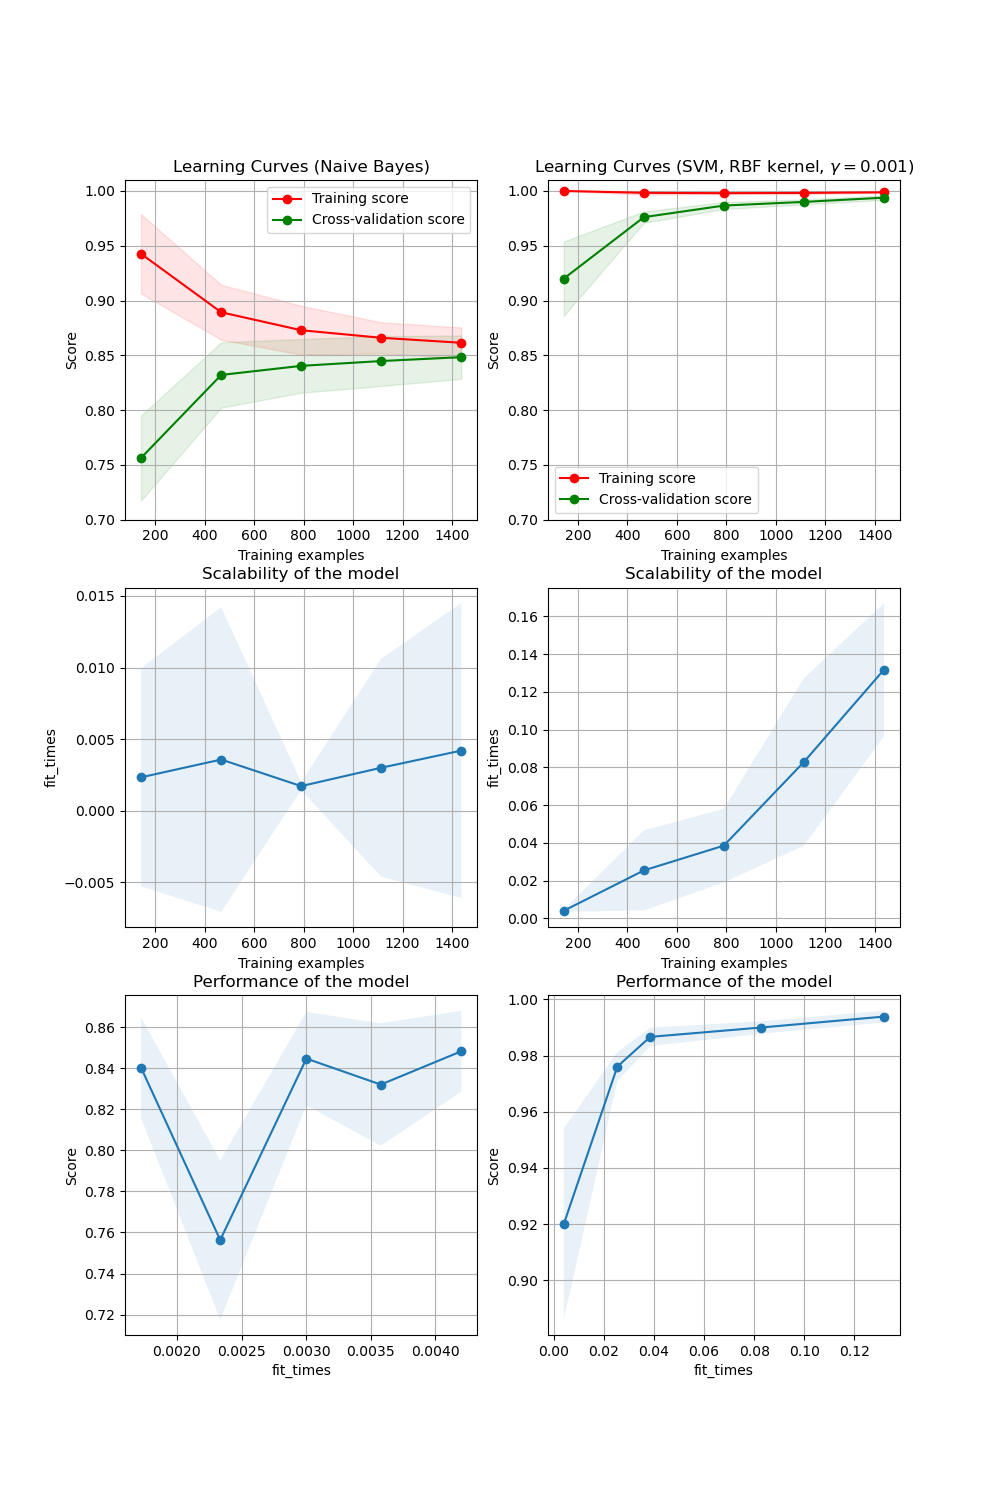 Learning Curves (Naive Bayes)
1.00
0.95
0.90
0.85
0.80
0.75
0.70
Score
Training score
Cross-validation score
200 400 600 800 1000 1200 1400
Training examples
Learning Curves (SVM, RBF kernel, γ = 0.001)
1.00
0.95
0.90
0.85
0.80
0.75
0.70
Score
Training score
Cross-validation score
200 400 600 800 1000 1200 1400
Training examples
Scalability of the model
0.015
0.010
0.005
0.000
−0.005
fit_times
200 400 600 800 1000 1200 1400
Training examples
Scalability of the model
0.16
0.14
0.12
0.10
0.08
0.06
0.04
0.02
0.00
fit_times
200 400 600 800 1000 1200 1400
Training examples
Performance of the model
0.86
0.84
0.82
0.80
0.78
0.76
0.74
0.72
Score
0.0020 0.0025 0.0030 0.0035 0.0040
fit_times
Performance of the model
1.00
0.98
0.96
0.94
0.92
0.90
Score
0.00 0.02 0.04 0.06 0.08 0.10 0.12
fit_times